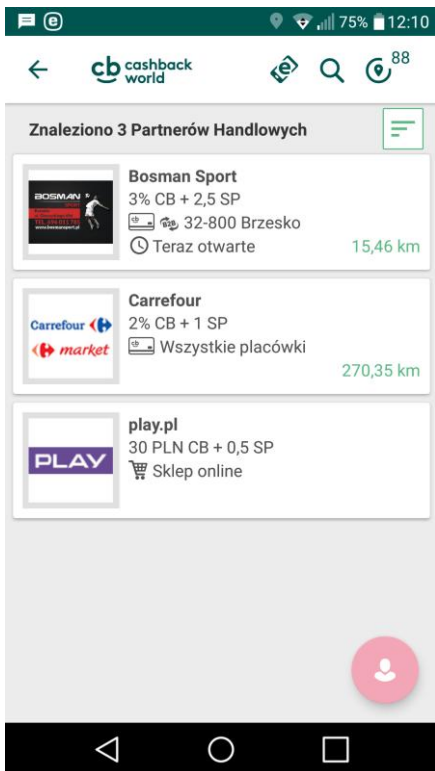 75% 12:10
cb cashback world
88
Znaleziono 3 Partnerów Handlowych
BOSMAN
Bosman Sport
3% CB + 2,5 SP
32-800 Brzesko
Teraz otwarte
15,46 km
Carrefour
market
Carrefour
2% CB + 1 SP
Wszystkie placówki
270,35 km
PLAY
play.pl
30 PLN CB + 0,5 SP
Sklep online